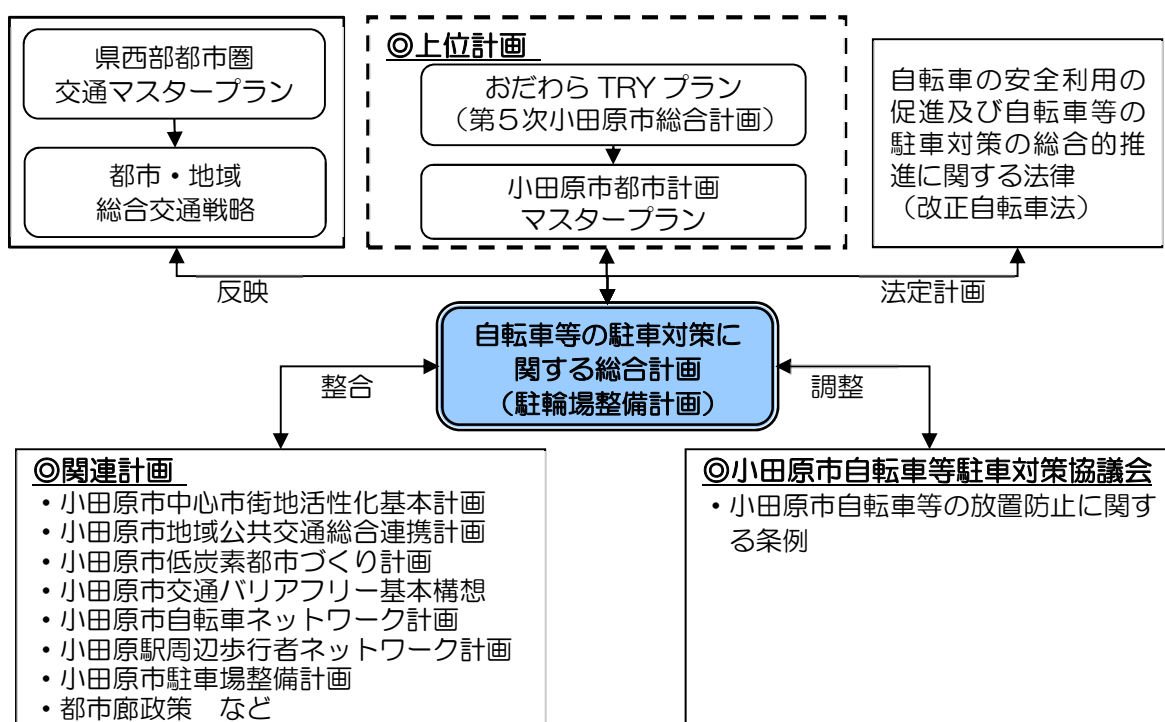 県西部都市圏
交通マスタープラン
都市・地域
総合交通戦略
◎上位計画
おだわら TRY プラン
（第５次小田原市総合計画）
小田原市都市計画
マスタープラン
自転車の安全利用の
促進及び自転車等の
駐車対策の総合的推
進に関する法律
（改正自転車法）
反映
法定計画
自転車等の駐車対策に
関する総合計画
（駐輪場整備計画）
整合
調整
◎関連計画
・小田原市中心市街地活性化基本計画
・小田原市地域公共交通総合連携計画
・小田原市低炭素都市づくり計画
・小田原市交通バリアフリー基本構想
・小田原市自転車ネットワーク計画
・小田原駅周辺歩行者ネットワーク計画
・小田原市駐車場整備計画
・都市廊政策　など
◎小田原市自転車等駐車対策協議会
・小田原市自転車等の放置防止に関す
る条例